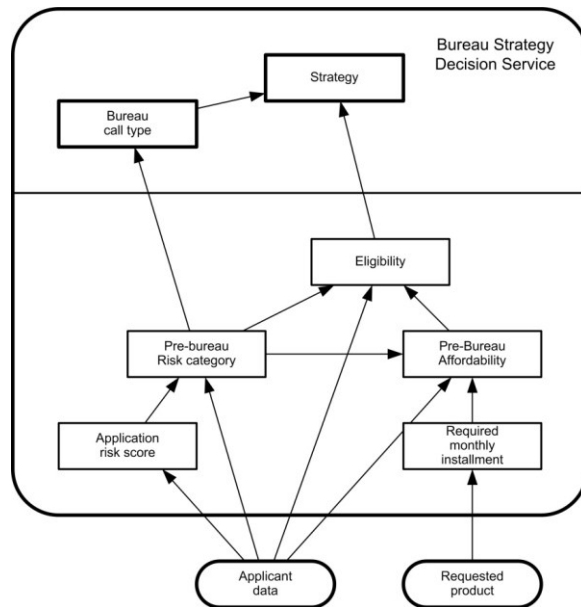 Bureau Strategy
Decision Service
Strategy
Bureau
call type
Eligibility
Pre-bureau
Risk category
Pre-Bureau
Affordability
Application
risk score
Required
monthly
installment
Applicant
data
Requested
product